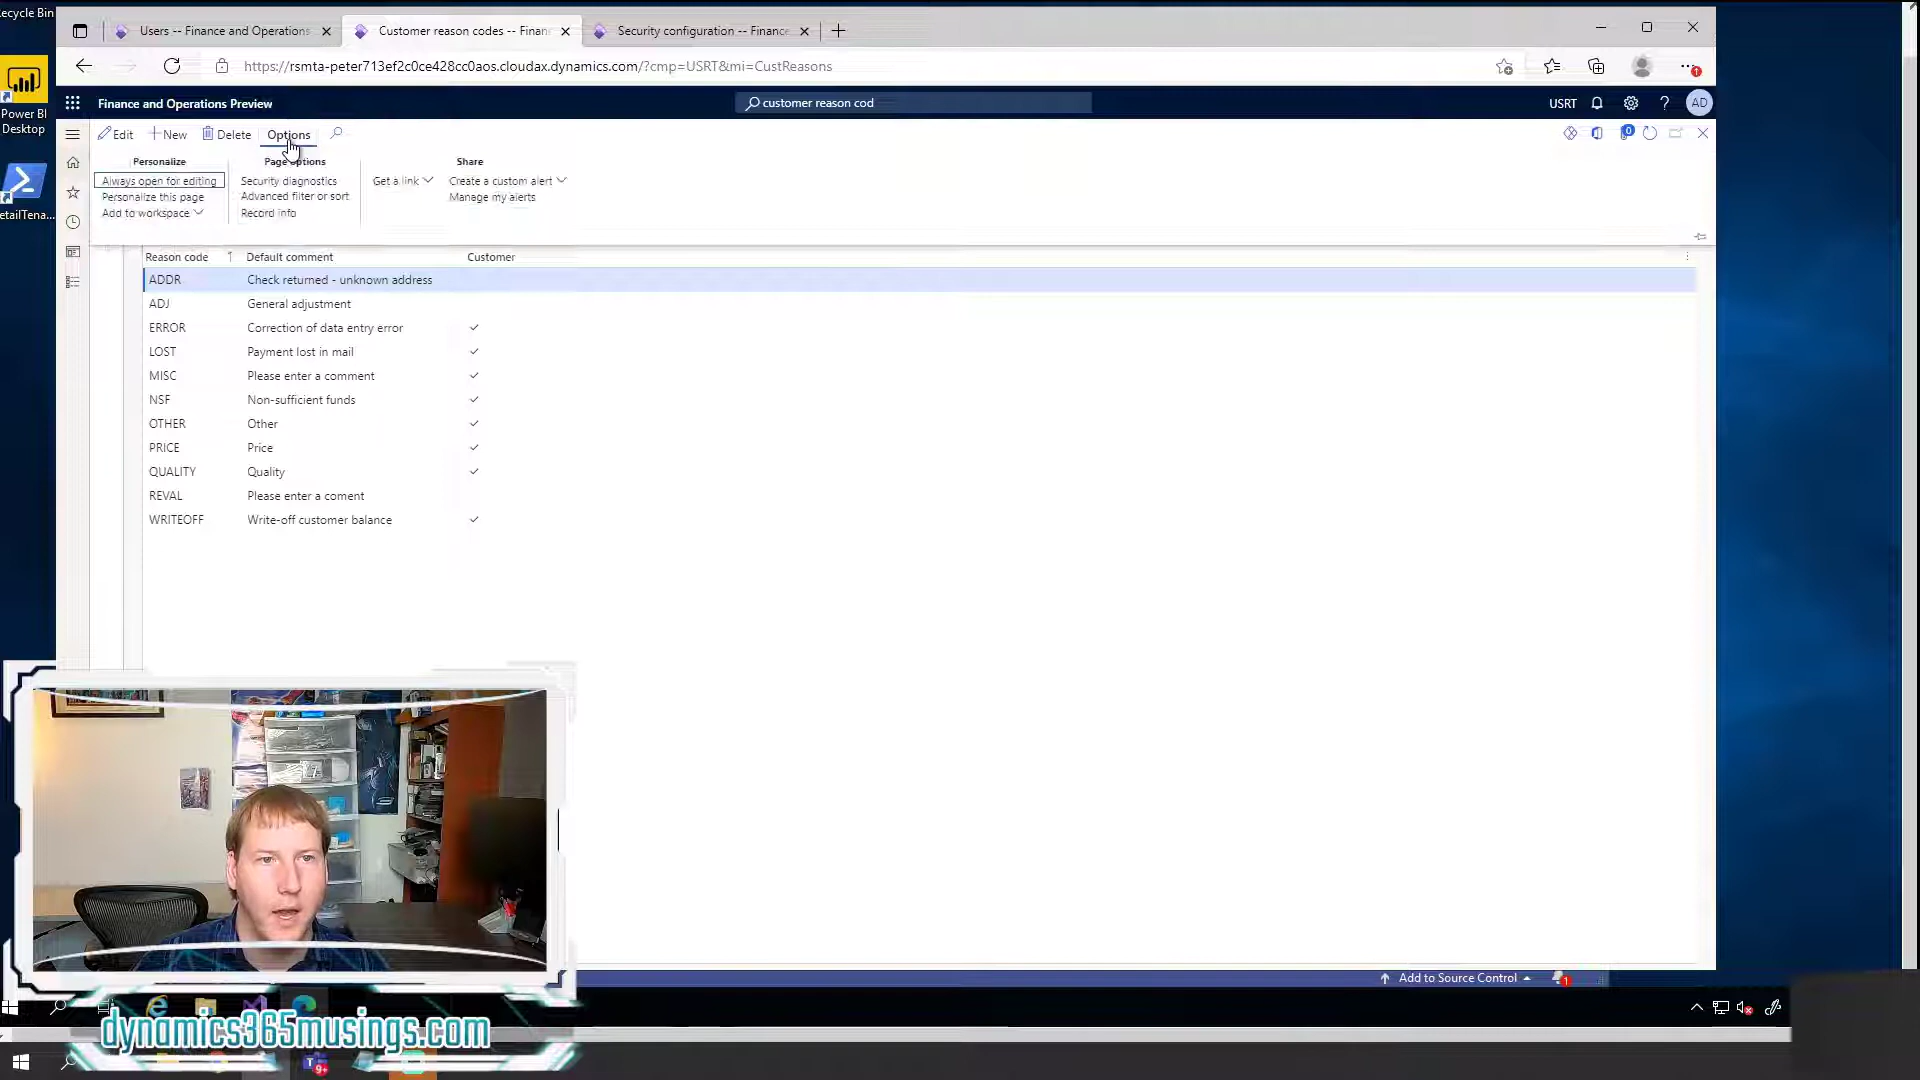 Recycle Bin
Users -- Finance and Operations
Customer reason codes -- Finan
Security configuration -- Finance
https://rsmta-peter713ef2c0ce428cc0aos.cloudax.dynamics.com/?cmp=USRT&mi=CustReasons
1
Power BI
Desktop
Finance and Operations Preview
customer reason cod
USRT
?
AD
Edit
New
Delete
Options
0
Personalize
Page options
Share
Always open for editing
Security diagnostics
Get a link
Create a custom alert
Personalize this page
Advanced filter or sort
Manage my alerts
Add to workspace
Record info
etailTena...
Reason code
Default comment
Customer
ADDR
Check returned - unknown address
ADJ
General adjustment
ERROR
Correction of data entry error
LOST
Payment lost in mail
MISC
Please enter a comment
NSF
Non-sufficient funds
OTHER
Other
PRICE
Price
QUALITY
Quality
REVAL
Please enter a coment
WRITEOFF
Write-off customer balance
Add to Source Control
1
dynamics365musings.com
9+